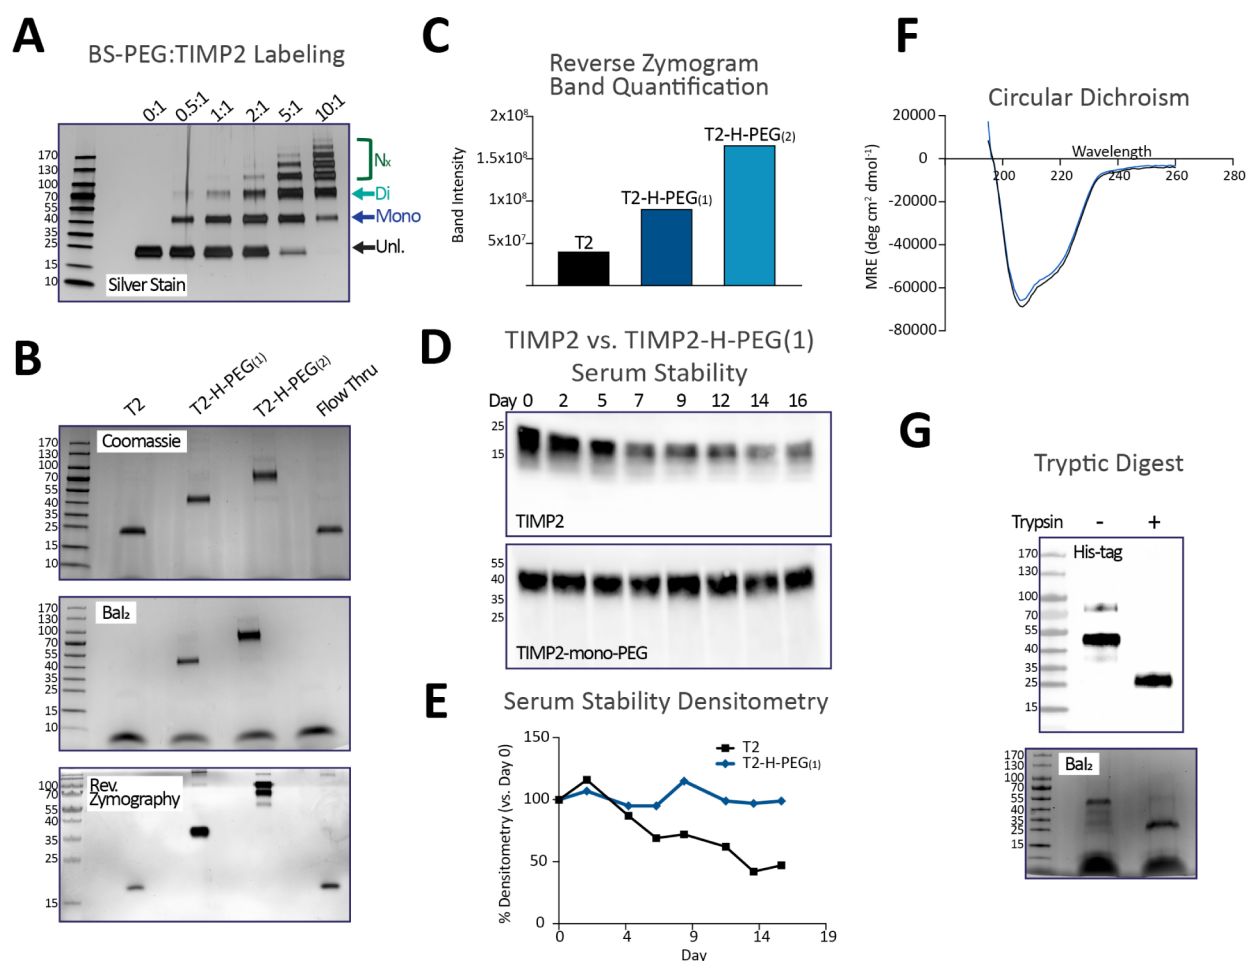 A
BS-PEG:TIMP2 Labeling
0:1 0.5:1 1:1 2:1 5:1 10:1
170
130
100
70
55
40
35
25
15
10
Nx
Di
Mono
Unl.
Silver Stain
B
T2 T2-H-PEG(1) T2-H-PEG(2) Flow Thru
Coomassie
170
130
100
70
55
40
35
25
15
10
Bal₂
170
130
100
70
55
40
35
25
15
10
Rev.
Zymography
100
70
55
40
35
25
15
C
Reverse Zymogram
Band Quantification
2x10⁸
1.5x10⁸
1x10⁸
5x10⁷
Band Intensity
T2
T2-H-PEG(1)
T2-H-PEG(2)
D
TIMP2 vs. TIMP2-H-PEG(1)
Serum Stability
Day 0 2 5 7 9 12 14 16
25
15
TIMP2
55
40
35
25
TIMP2-mono-PEG
E
Serum Stability Densitometry
150
100
50
0
% Densitometry (vs. Day 0)
T2
T2-H-PEG(1)
0 4 9 14 19
Day
F
Circular Dichroism
20000
0
-20000
-40000
-60000
-80000
MRE (deg cm² dmol⁻¹)
Wavelength
200 220 240 260 280
G
Tryptic Digest
Trypsin - +
His-tag
170
130
100
70
55
40
35
25
15
Bal₂
170
130
100
70
55
40
35
25
15